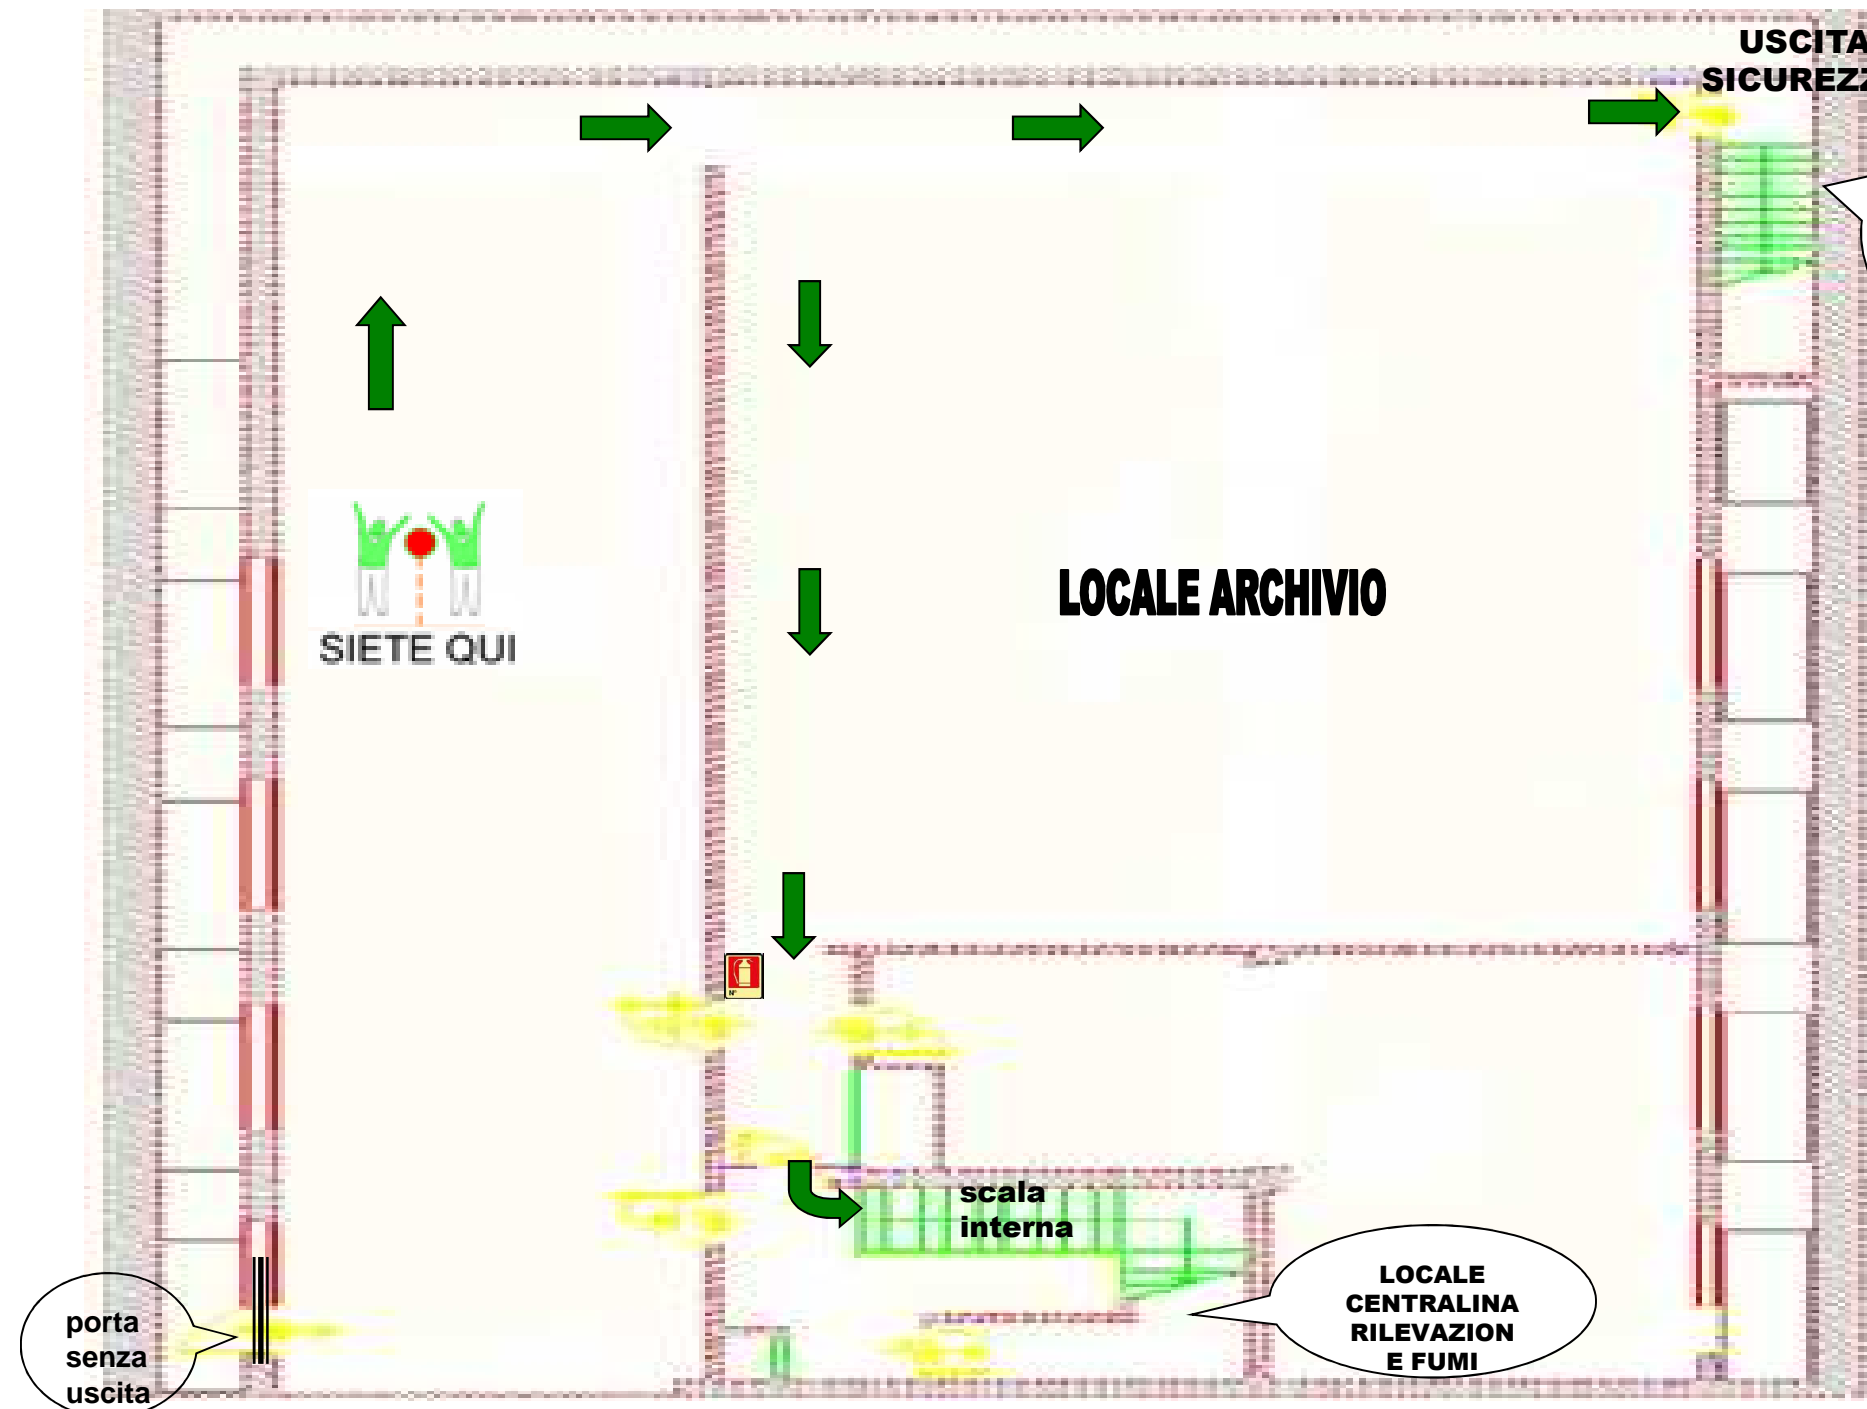 USCITA
SICUREZZ
LOCALE ARCHIVIO
SIETE QUI
N°
scala
interna
LOCALE
CENTRALINA
RILEVAZION
E FUMI
porta
senza
uscita